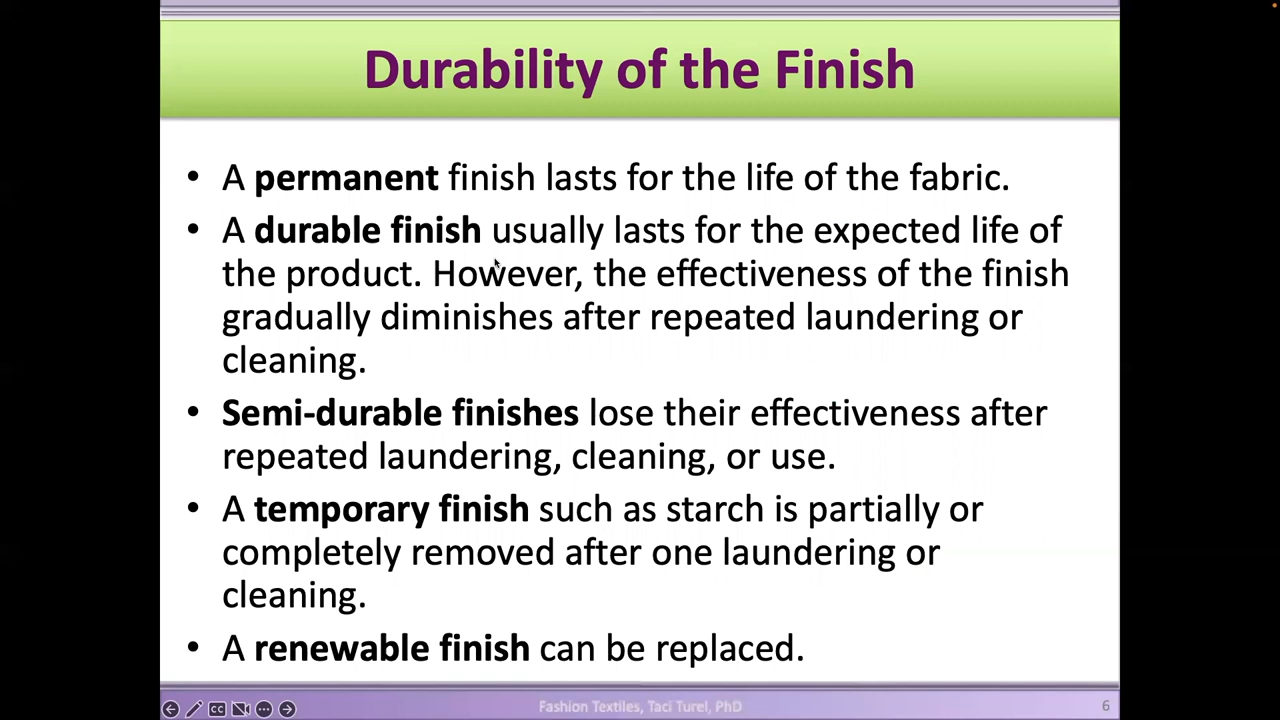 Durability of the Finish
• A permanent finish lasts for the life of the fabric.
• A durable finish usually lasts for the expected life of
the product. However, the effectiveness of the finish
gradually diminishes after repeated laundering or
cleaning.
• Semi-durable finishes lose their effectiveness after
repeated laundering, cleaning, or use.
• A temporary finish such as starch is partially or
completely removed after one laundering or
cleaning.
• A renewable finish can be replaced.
CC
Fashion Textiles, Taci Turel, PhD
6